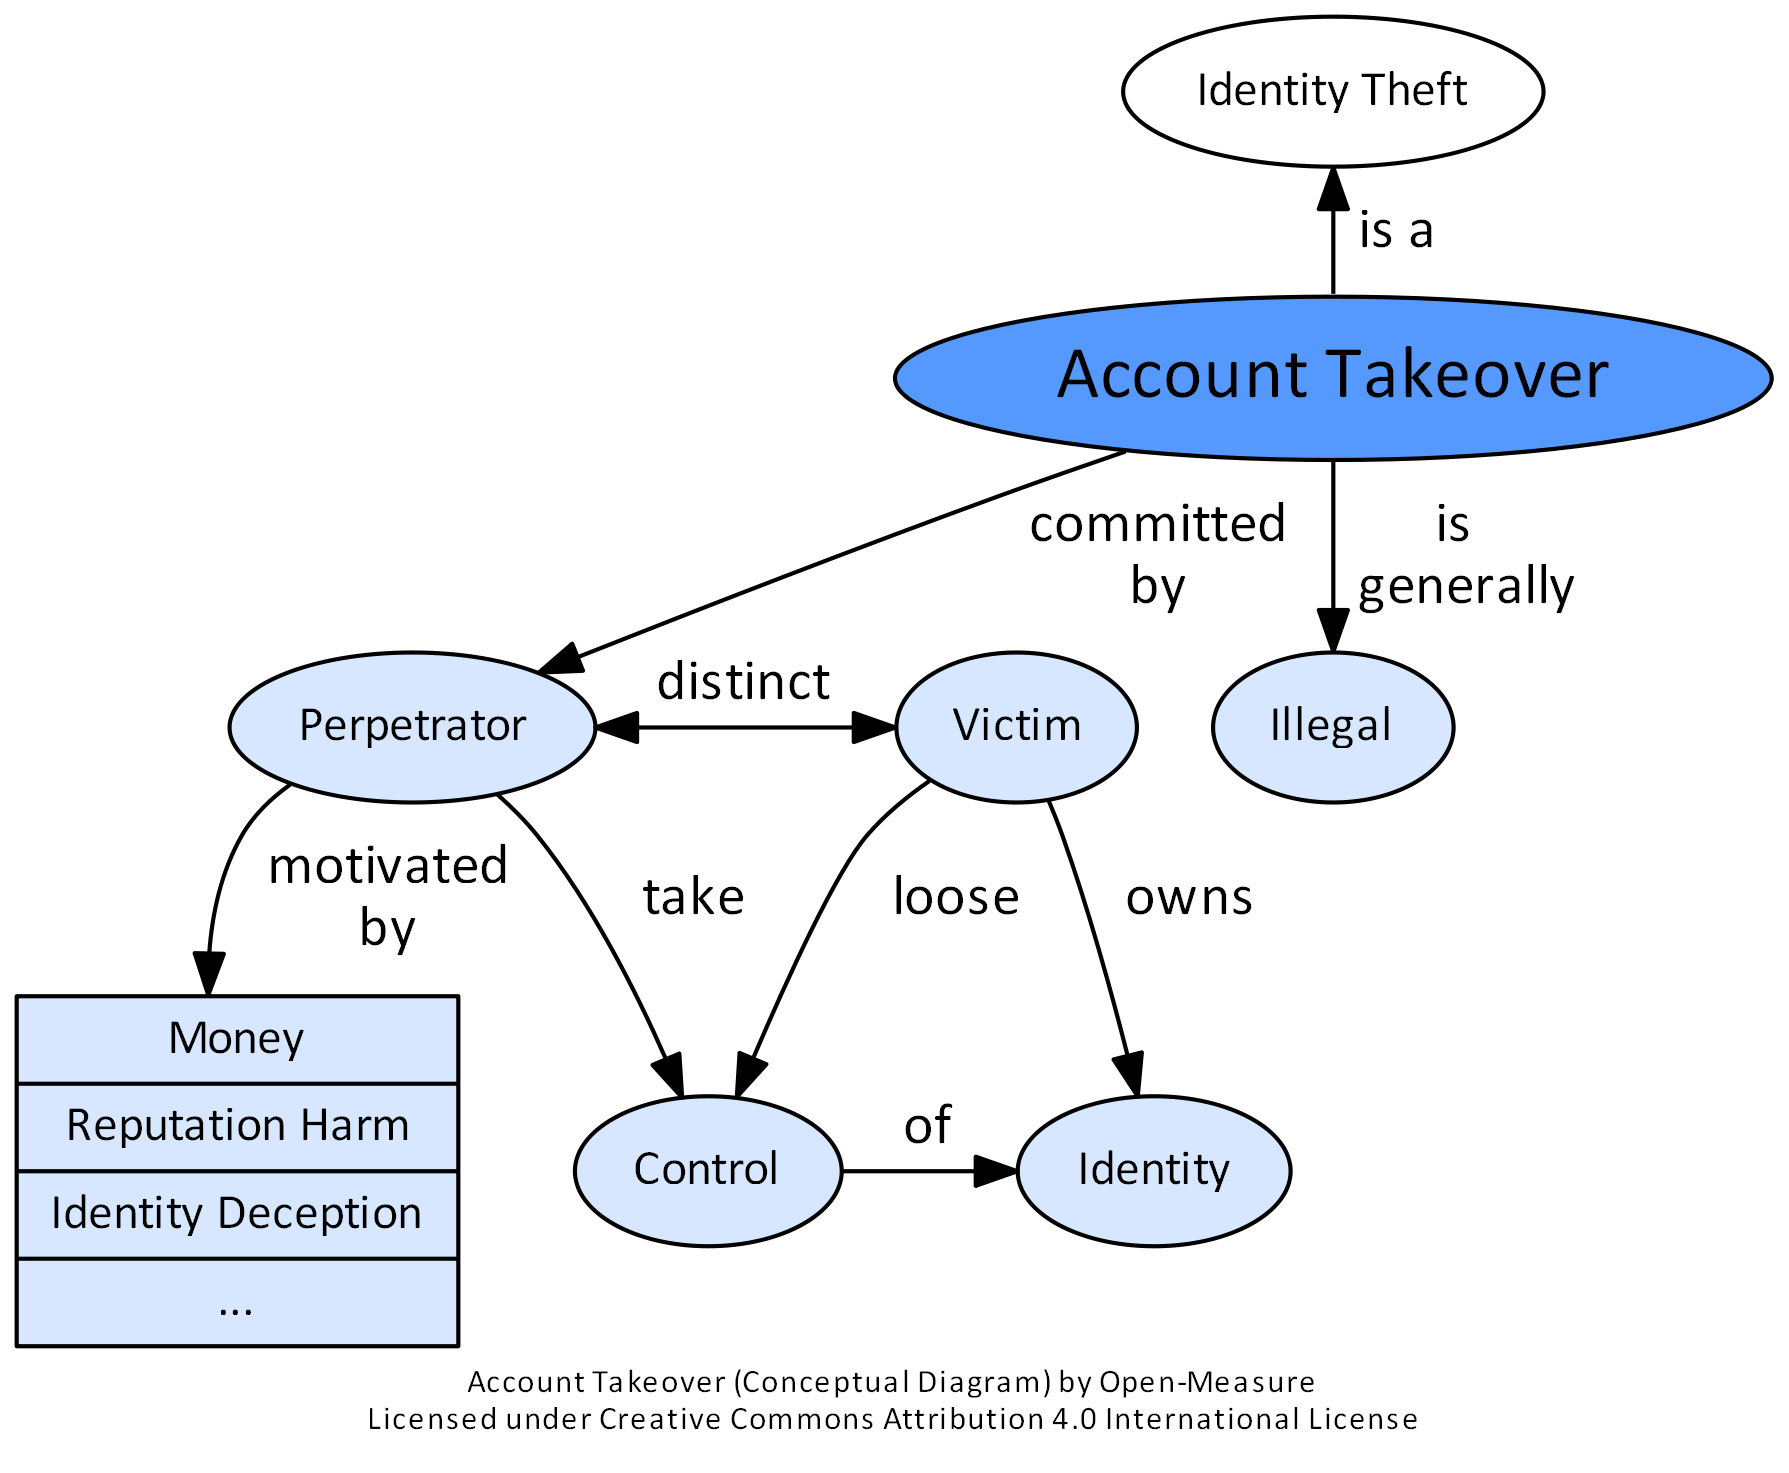 Identity Theft
is a
Account Takeover
committed
by
is
generally
Perpetrator
distinct
Victim
Illegal
motivated
by
take
loose
owns
Money
Reputation Harm
Identity Deception
...
Control
of
Identity
Account Takeover (Conceptual Diagram) by Open-Measure
Licensed under Creative Commons Attribution 4.0 International License